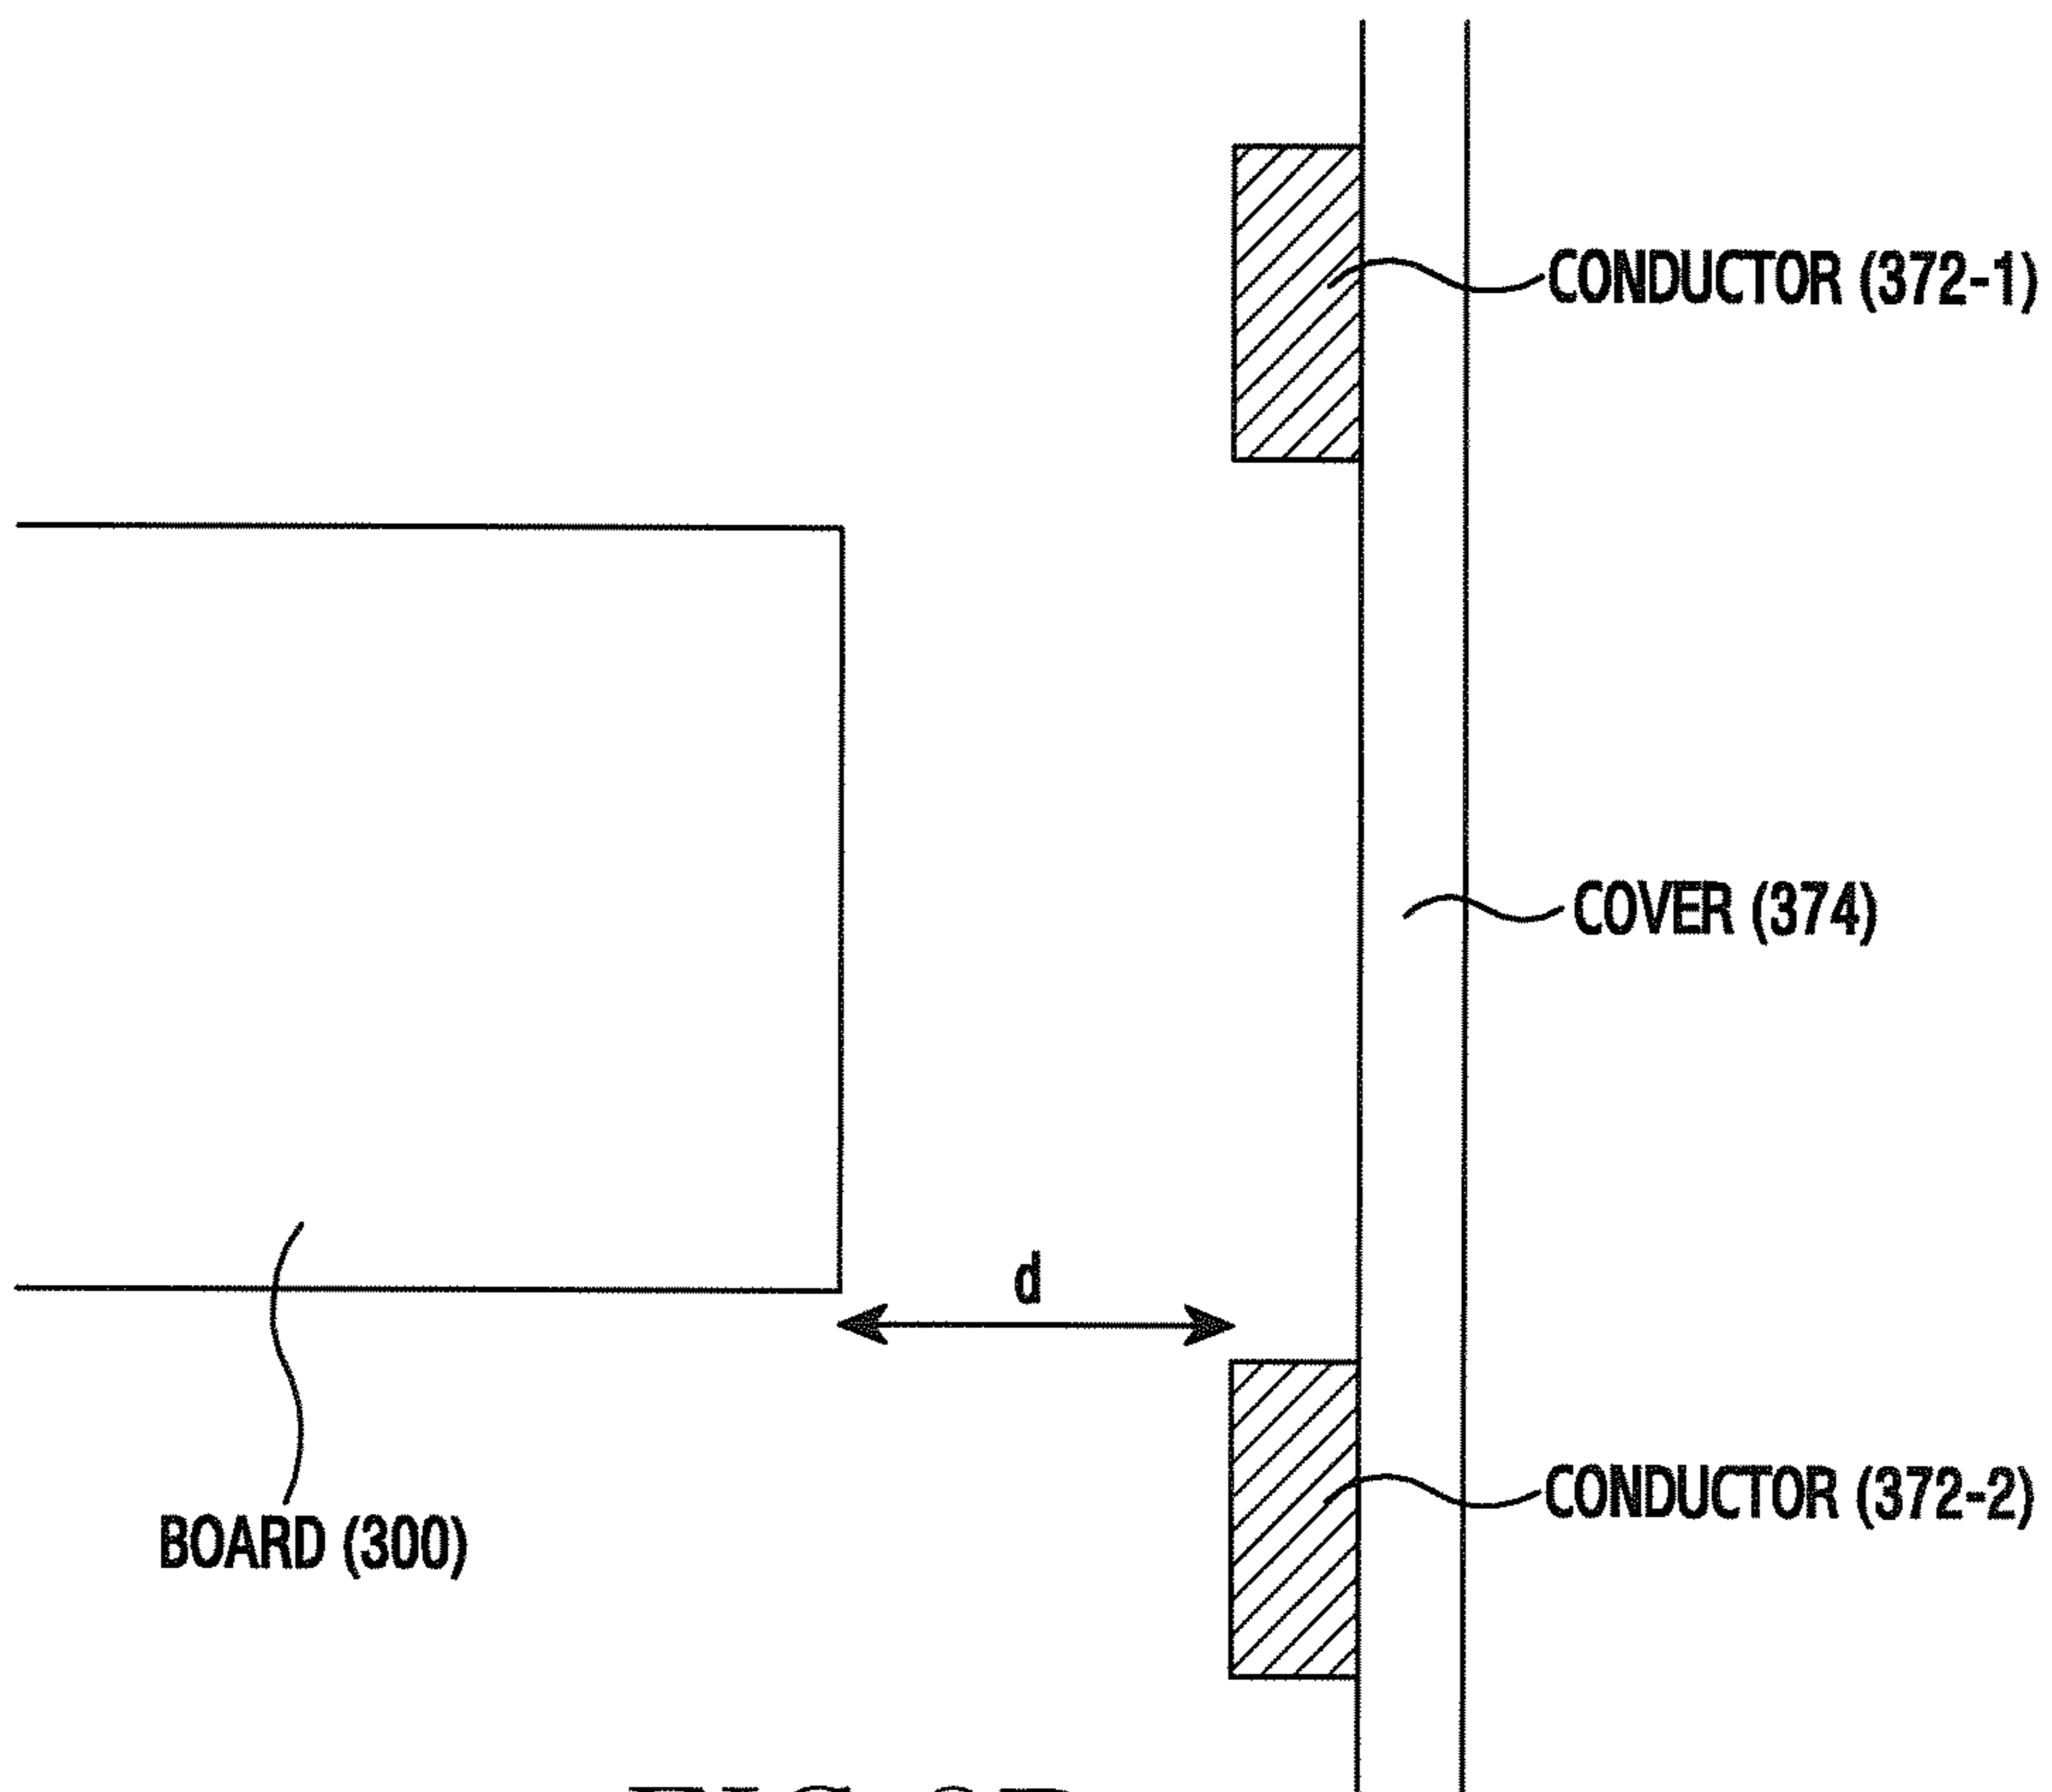 CONDUCTOR (372-1)
COVER (374)
d
CONDUCTOR (372-2)
BOARD (300)